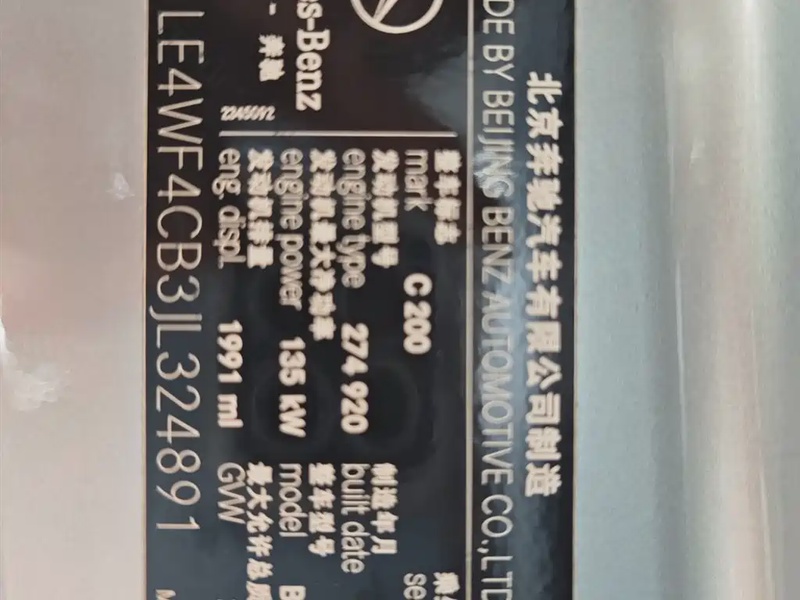 北京奔驰汽车有限公司制造
DE BY BEIJING BENZ AUTOMOTIVE CO.,LTD
s-Benz
奔驰
2345092
整车标志
mark C 200
发动机型号
engine type 274 920
发动机最大净功率
engine power 135 kW
发动机排量
eng. displ. 1991 ml
制造年月
built date
整车型号
model B
最大允许总质
GVW
乘
se
LE4WF4CB3JL324891
M